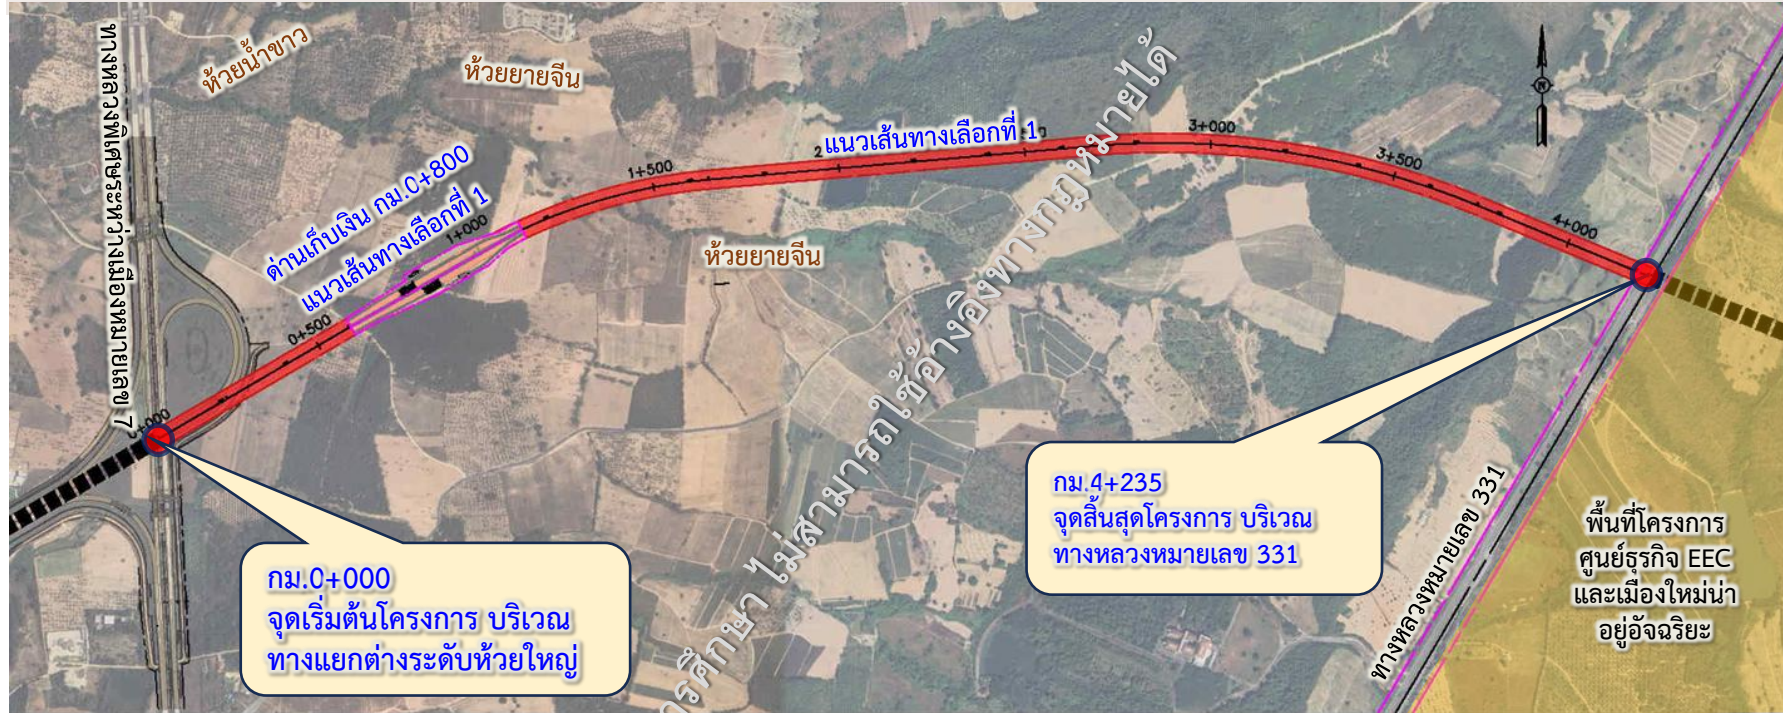 ห้วยน้ำขาว
ห้วยยายจีน
ทางหลวงพิเศษระหว่างเมืองหมายเลข 7
ด่านเก็บเงิน กม.0+800
แนวเส้นทางเลือกที่ 1
แนวเส้นทางเลือกที่ 1
0+500
1+000
1+500
3+000
3+500
4+000
N
ห้วยยายจีน
กม.0+000
จุดเริ่มต้นโครงการ บริเวณ
ทางแยกต่างระดับห้วยใหญ่
กม.4+235
จุดสิ้นสุดโครงการ บริเวณ
ทางหลวงหมายเลข 331
ทางหลวงหมายเลข 331
พื้นที่โครงการ
ศูนย์ธุรกิจ EEC
และเมืองใหม่น่า
อยู่อัจฉริยะ
ารศึกษา ไม่สามารถใช้อ้างอิงทางกฎหมายได้